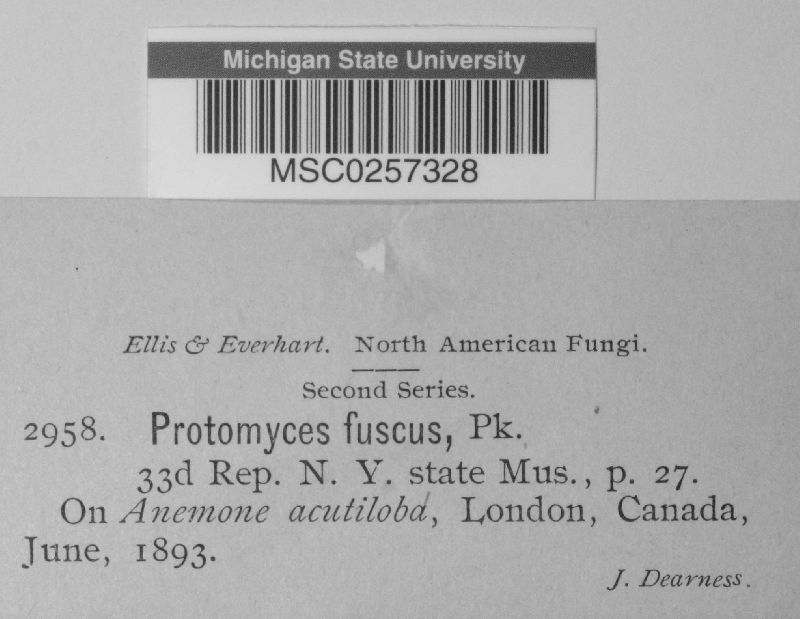 Michigan State University
MSC0257328
Ellis & Everhart. North American Fungi.
Second Series.
2958. Protomyces fuscus, Pk.
33d Rep. N. Y. state Mus., p. 27.
On Anemone acutiloba, London, Canada,
June, 1893.
J. Dearness.